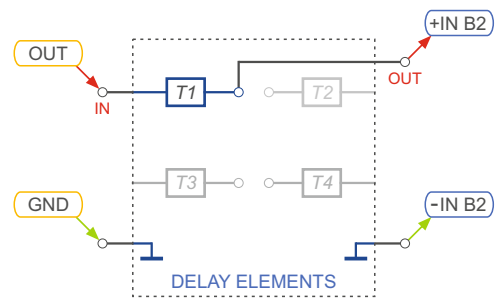 +IN B2
OUT
OUT
IN
T1
T2
T3
T4
GND
-IN B2
DELAY ELEMENTS